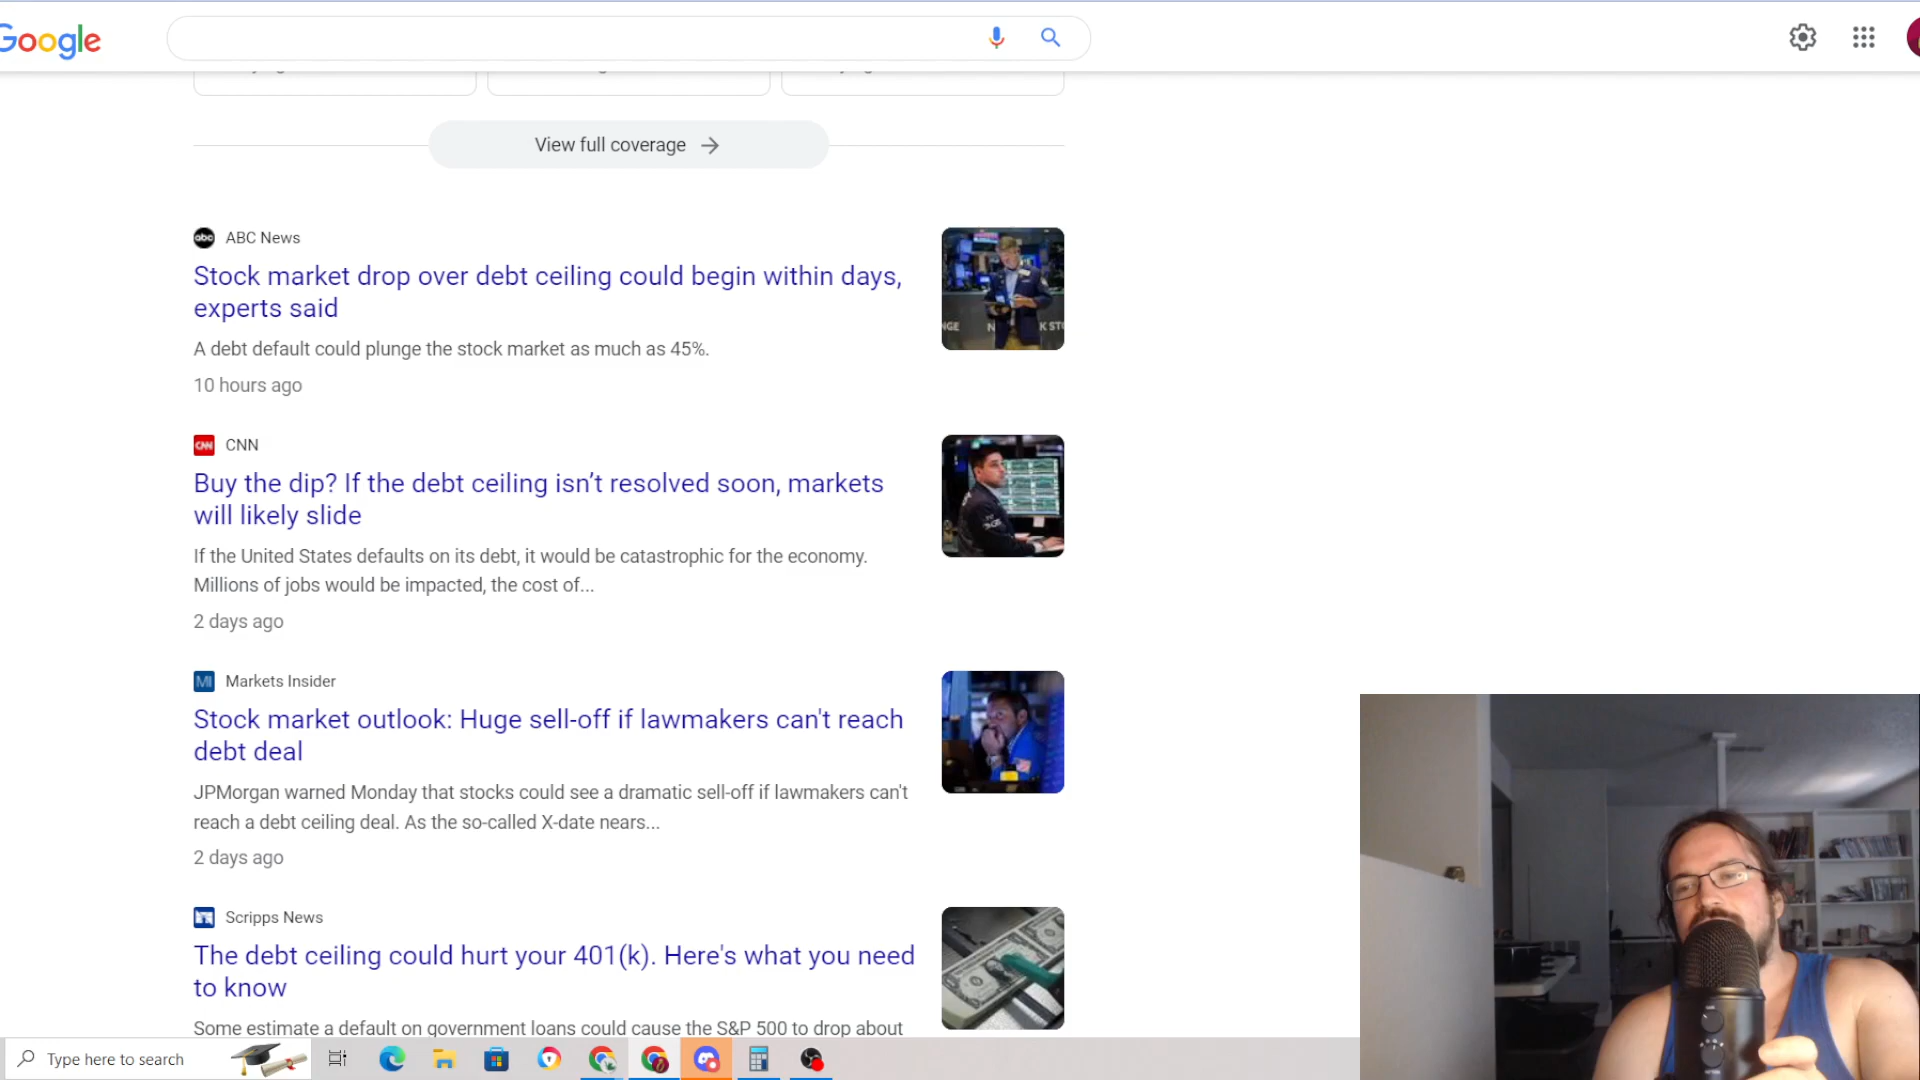 Google
View full coverage
abc ABC News
Stock market drop over debt ceiling could begin within days,
experts said
A debt default could plunge the stock market as much as 45%.
10 hours ago
CNN CNN
Buy the dip? If the debt ceiling isn’t resolved soon, markets
will likely slide
If the United States defaults on its debt, it would be catastrophic for the economy.
Millions of jobs would be impacted, the cost of...
2 days ago
MI Markets Insider
Stock market outlook: Huge sell-off if lawmakers can't reach
debt deal
JPMorgan warned Monday that stocks could see a dramatic sell-off if lawmakers can't
reach a debt ceiling deal. As the so-called X-date nears...
2 days ago
Scripps News
The debt ceiling could hurt your 401(k). Here's what you need
to know
Some estimate a default on government loans could cause the S&P 500 to drop about
Type here to search